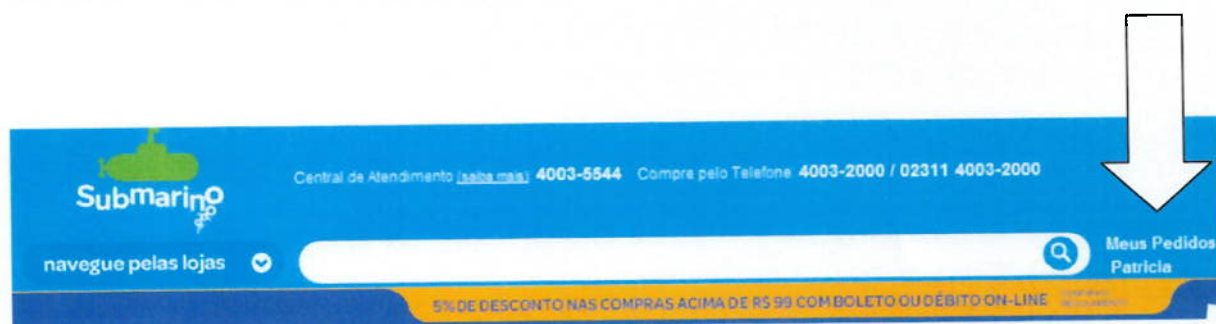 Central de Atendimento (saiba mais) 4003-5544 Compre pelo Telefone 4003-2000 / 02311 4003-2000
Submarino
navegue pelas lojas
Meus Pedidos
Patricia
5% DE DESCONTO NAS COMPRAS ACIMA DE R$ 99 COM BOLETO OU DÉBITO ON-LINE